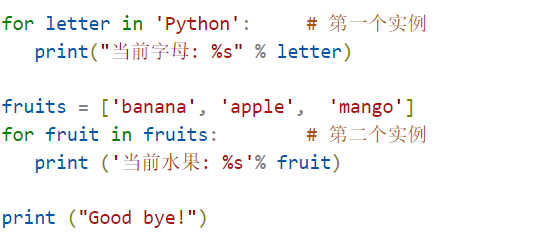 for letter in 'Python':     # 第一个实例
   print("当前字母: %s" % letter)

fruits = ['banana', 'apple',  'mango']
for fruit in fruits:        # 第二个实例
   print ('当前水果: %s'% fruit)

print ("Good bye!")